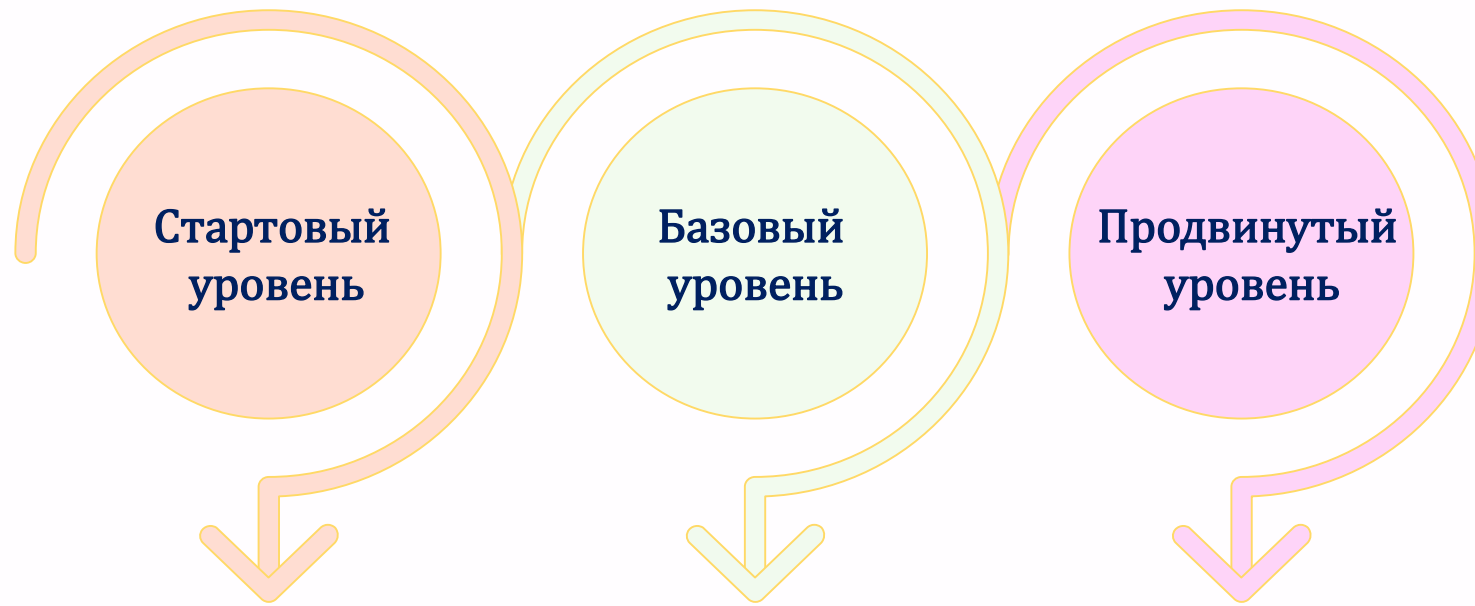 Стартовый
уровень
Базовый
уровень
Продвинутый
уровень